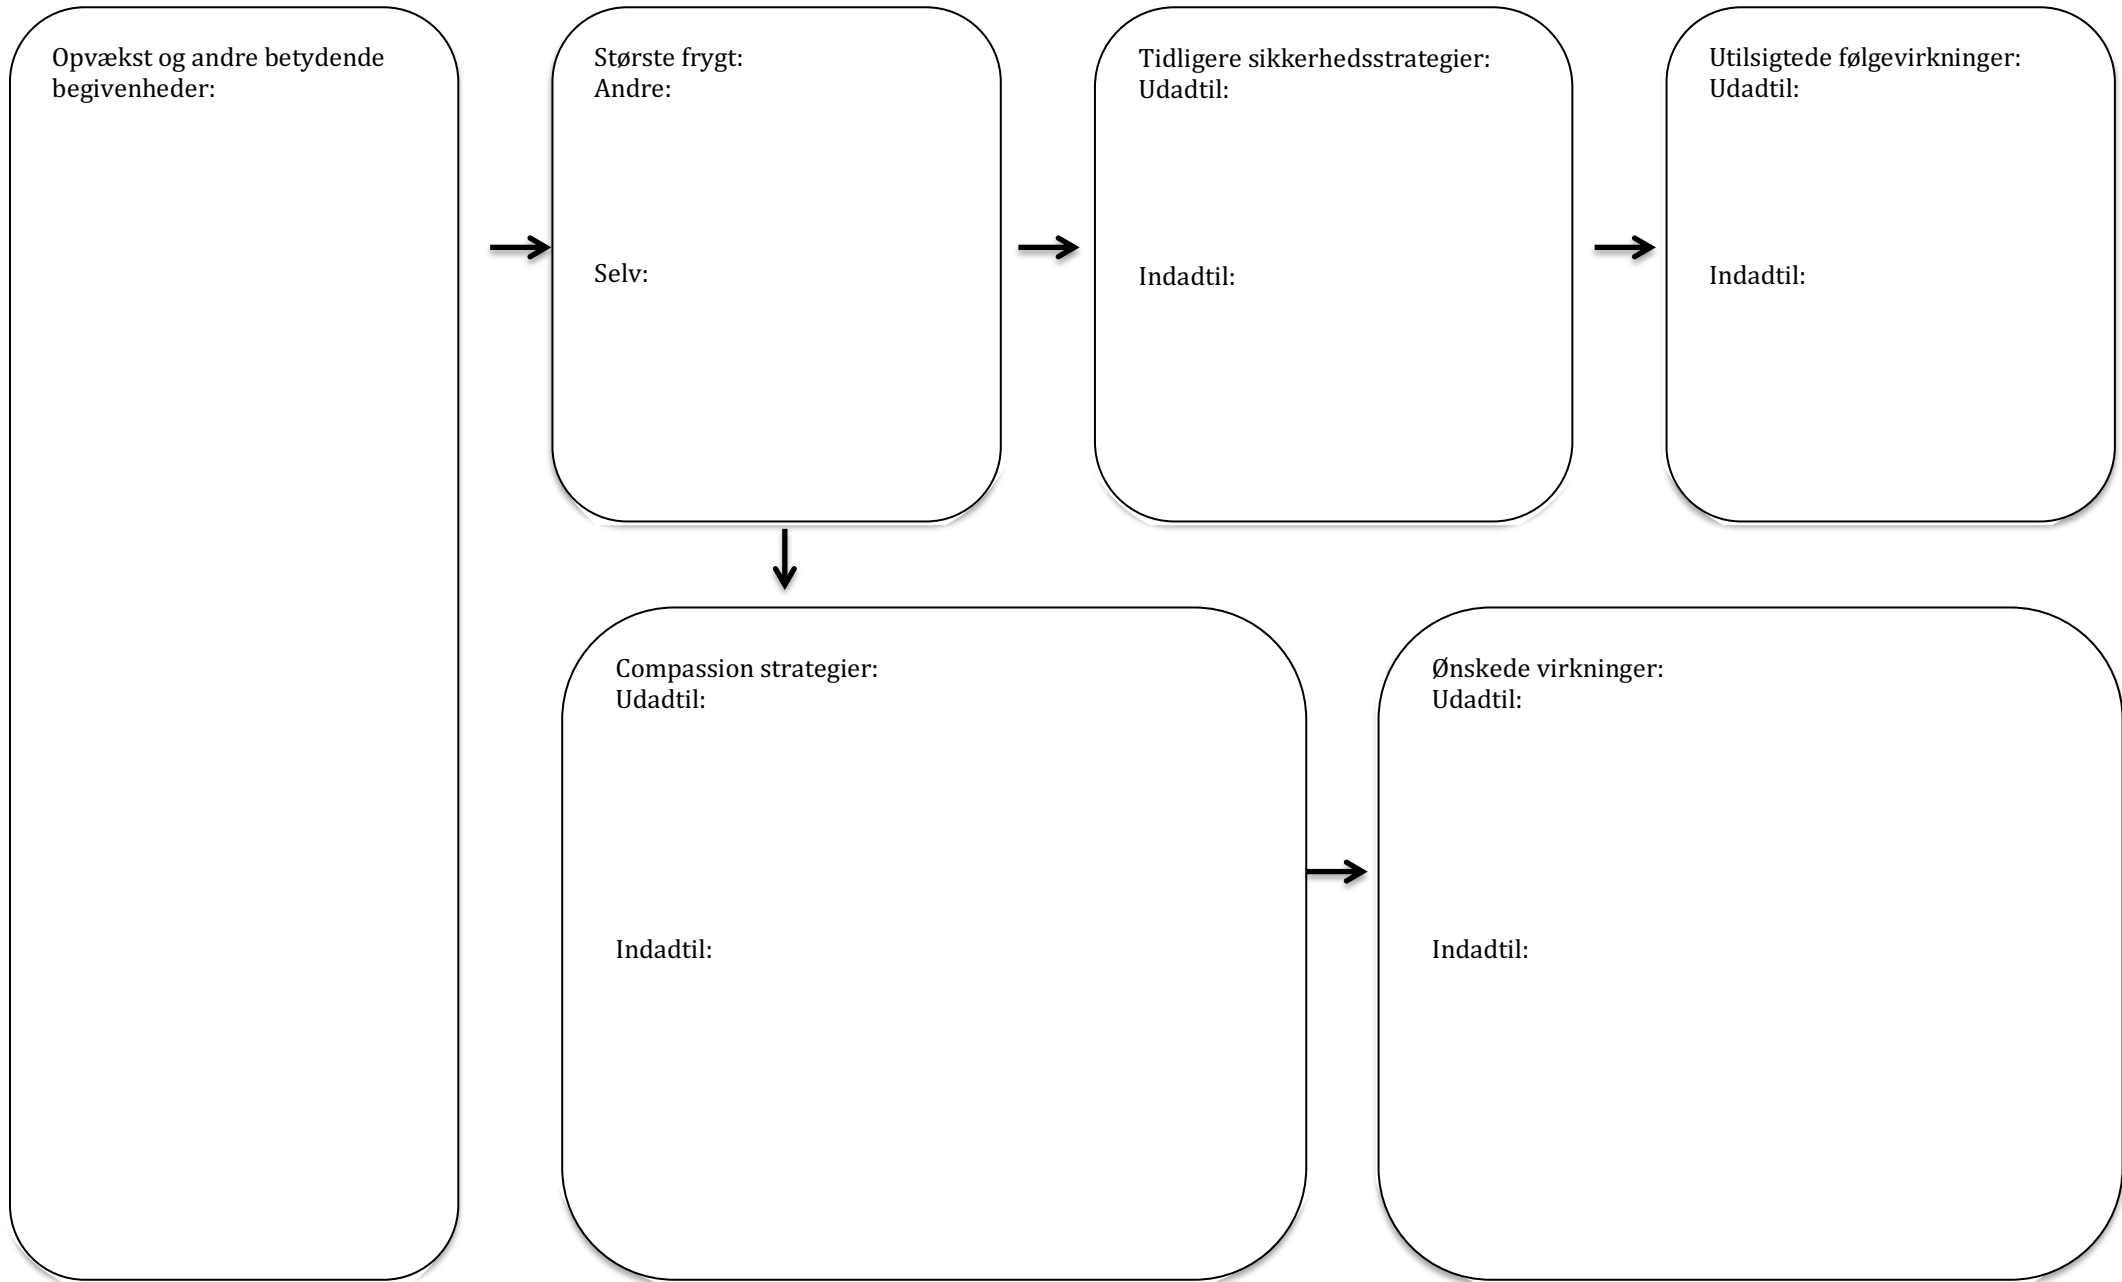 Opvækst og andre betydende
begivenheder:
Største frygt:
Andre:
Selv:
Tidligere sikkerhedsstrategier:
Udadtil:
Indadtil:
Utilsigtede følgevirkninger:
Udadtil:
Indadtil:
Compassion strategier:
Udadtil:
Indadtil:
Ønskede virkninger:
Udadtil:
Indadtil: